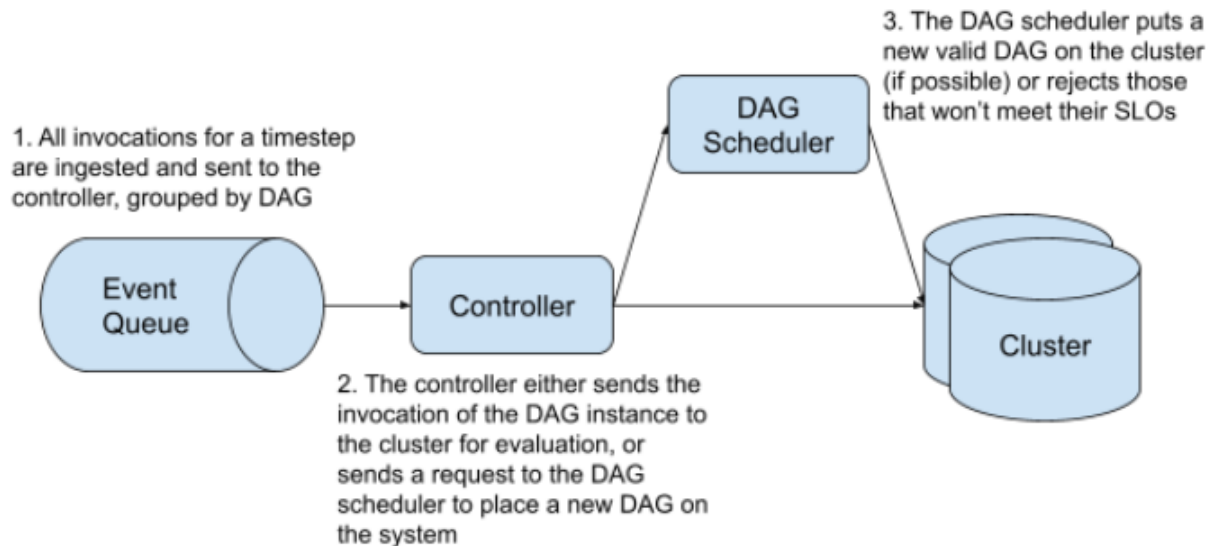 1. All invocations for a timestep
are ingested and sent to the
controller, grouped by DAG
Event
Queue
Controller
2. The controller either sends the
invocation of the DAG instance to
the cluster for evaluation, or
sends a request to the DAG
scheduler to place a new DAG on
the system
DAG
Scheduler
3. The DAG scheduler puts a
new valid DAG on the cluster
(if possible) or rejects those
that won't meet their SLOs
Cluster